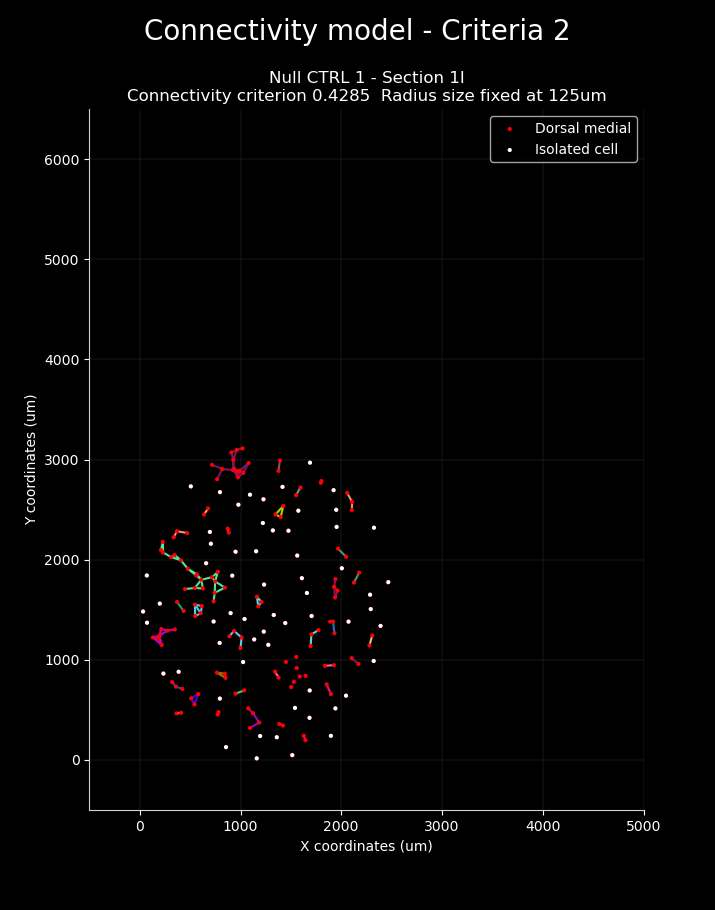 Connectivity model - Criteria 2
Null CTRL 1 - Section 1l
Connectivity criterion 0.4285  Radius size fixed at 125um
Dorsal medial
Isolated cell
6000
5000
4000
3000
2000
1000
0
Y coordinates (um)
0 1000 2000 3000 4000 5000
X coordinates (um)